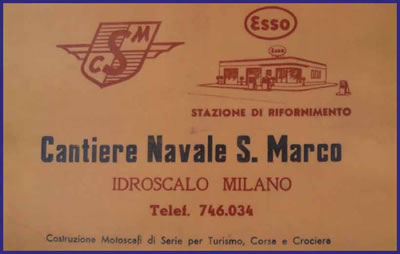 CSM
Esso
Esso
STAZIONE DI RIFORNIMENTO
Cantiere Navale S. Marco
IDROSCALO MILANO
Telef. 746.034
Costruzione Motoscafi di Serie per Turismo, Corsa e Crociera